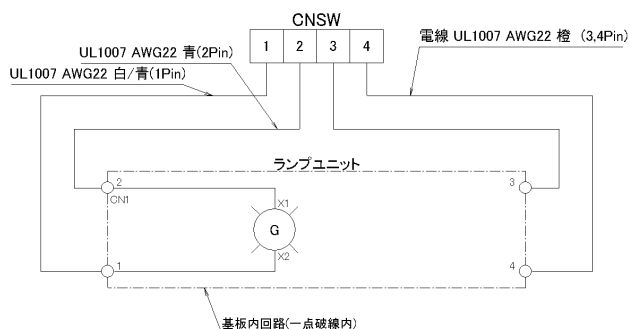 CNSW
1 2 3 4
UL1007 AWG22 青(2Pin)
電線 UL1007 AWG22 橙 (3,4Pin)
UL1007 AWG22 白/青(1Pin)
ランプユニット
2
CN1
3
X1
G
X2
1
4
基板内回路(一点破線内)